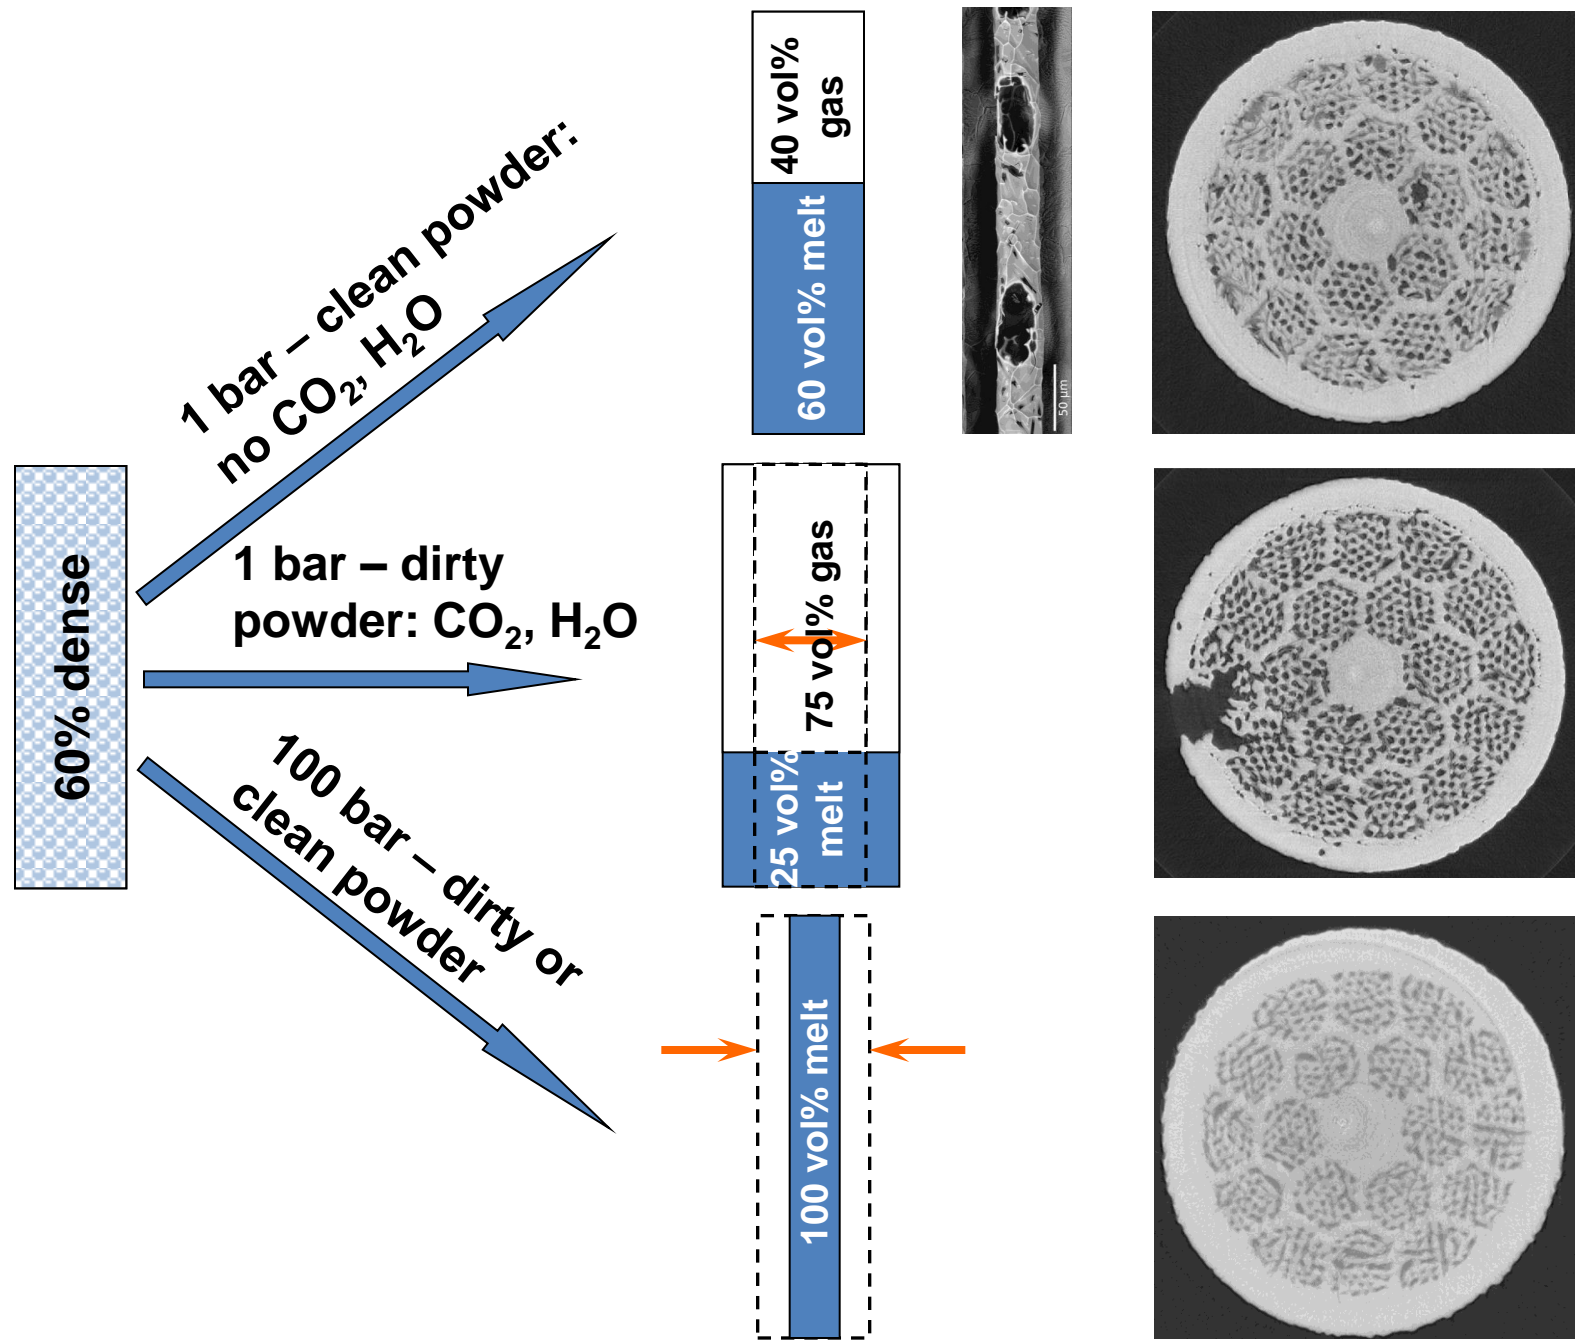 60% dense
1 bar – clean powder:
no CO₂, H₂O
1 bar – dirty
powder: CO₂, H₂O
100 bar – dirty or
clean powder
40 vol%
gas
60 vol% melt
50 µm
75 vol% gas
25 vol%
melt
100 vol% melt